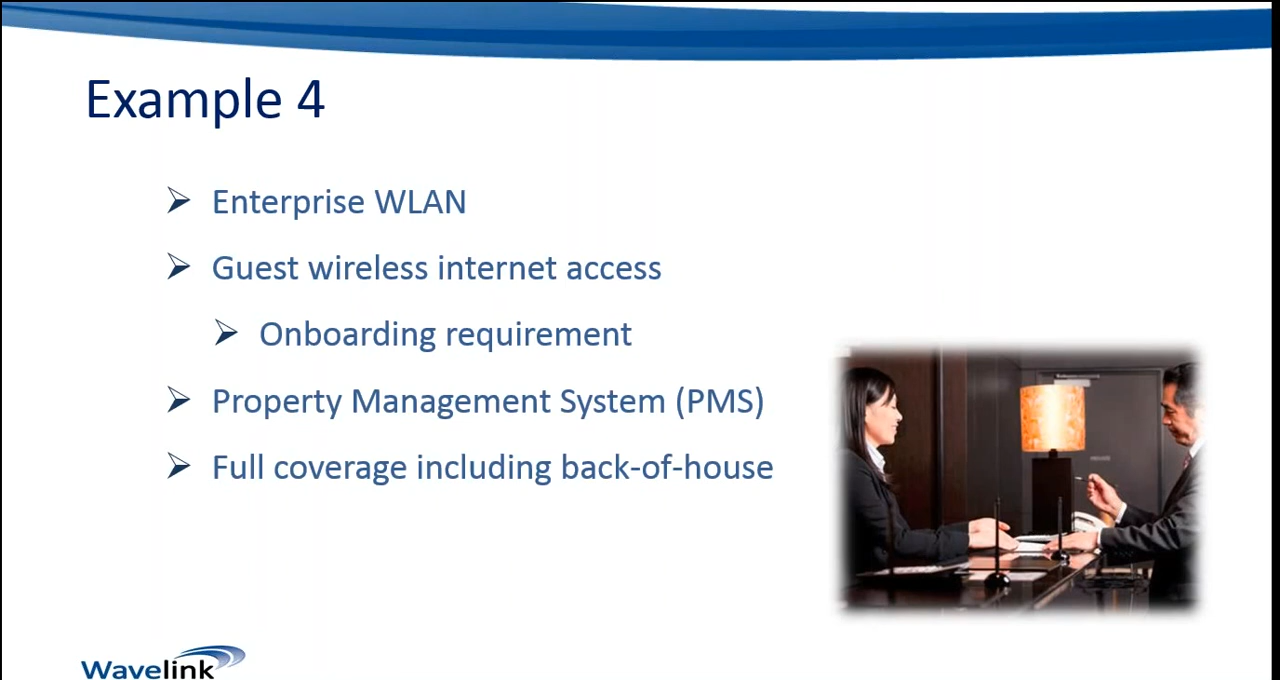 Example 4
Enterprise WLAN
Guest wireless internet access
Onboarding requirement
Property Management System (PMS)
Full coverage including back-of-house
Wavelink